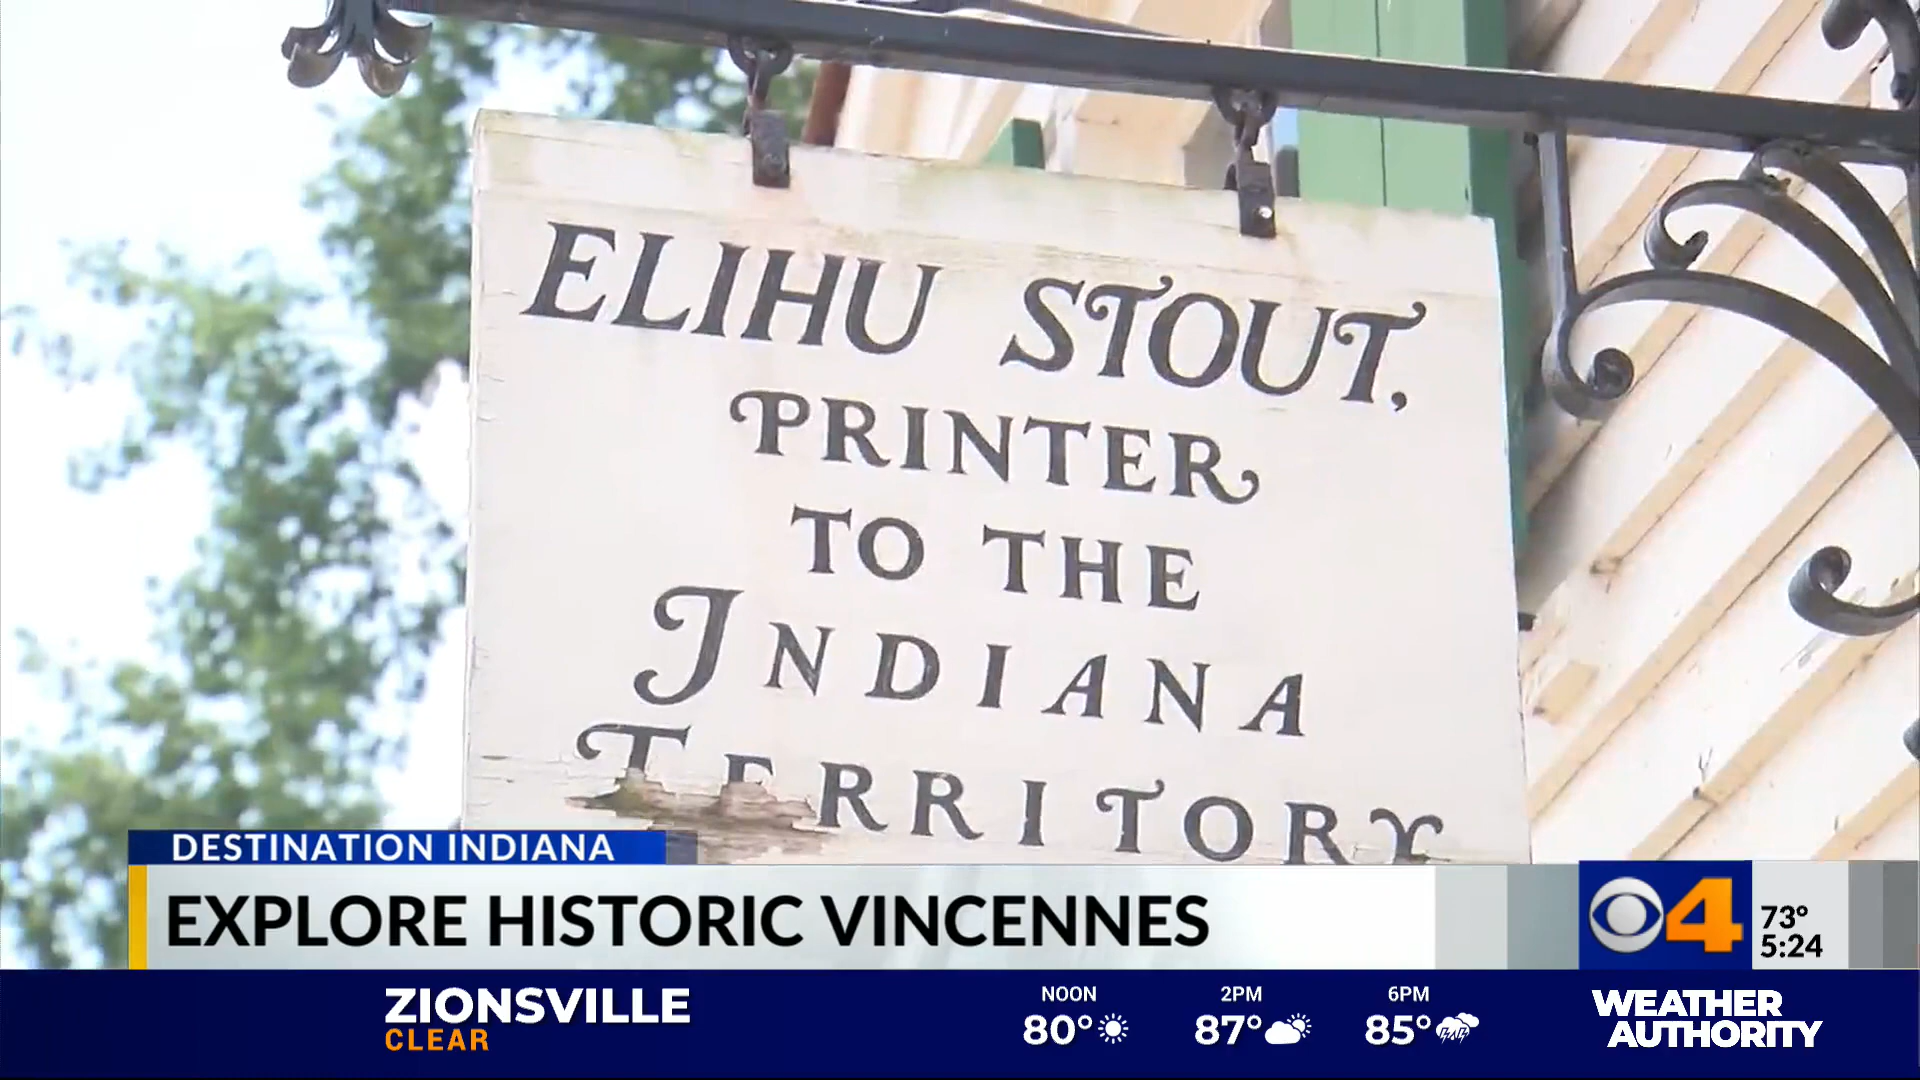 ELIHU STOUT,
PRINTER
TO THE
INDIANA
TERRITORY
DESTINATION INDIANA
EXPLORE HISTORIC VINCENNES
4
73°
5:24
ZIONSVILLE
CLEAR
NOON
80°
2PM
87°
6PM
85°
WEATHER
AUTHORITY